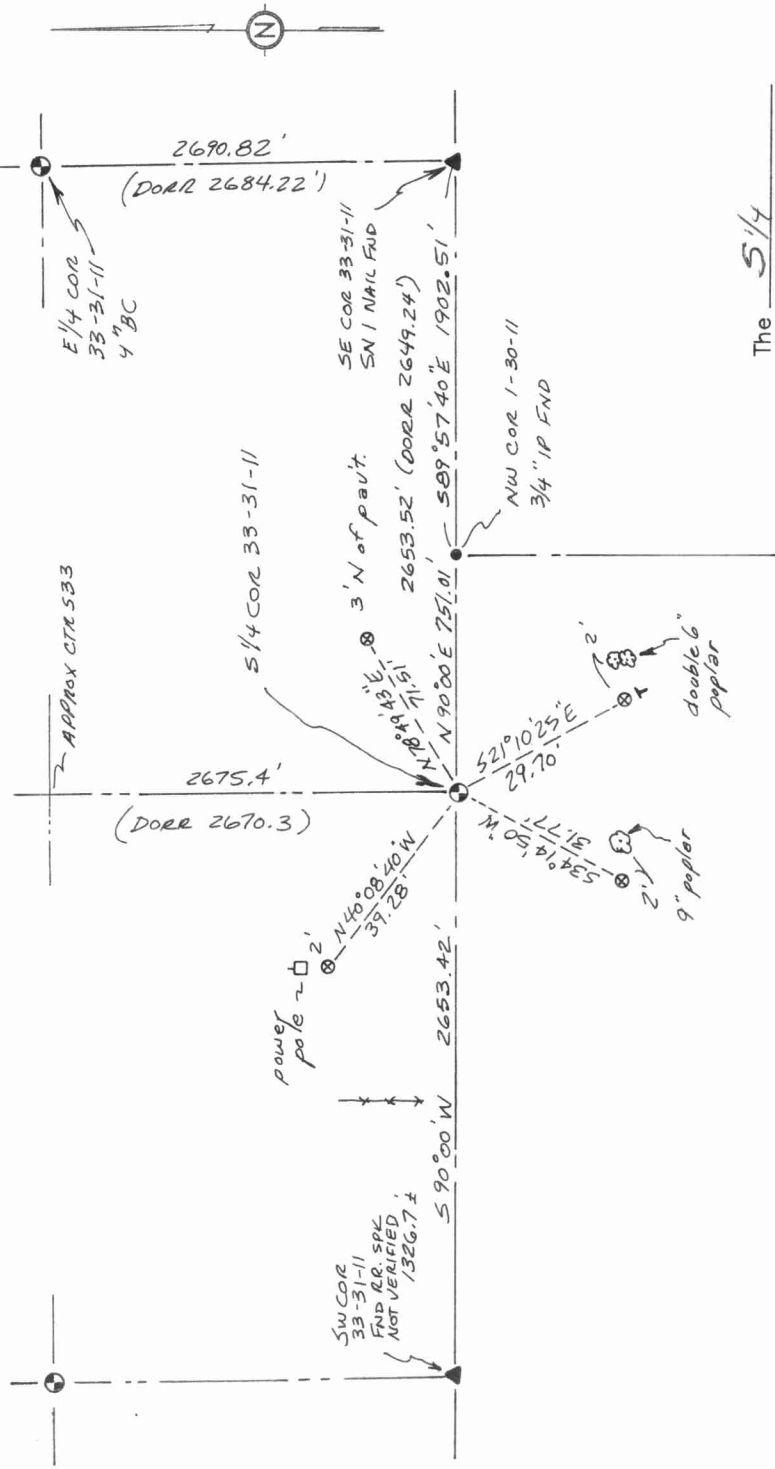 N
E 1/4 COR
33-31-11
4" BC
2690.82'
(DORR 2684.22')
APPROX CTR S33
2675.4'
(DORR 2670.3)
S 1/4 COR 33-31-11
SE COR 33-31-11
SN 1 NAIL FND
3' N of pav't.
2653.52' (DORR 2649.24')
N 78°49'43" E
71.51'
N 90°00' E 751.01'
S89°57'40" E 1902.51'
NW COR 1-30-11
3/4" IP FND
power
pole
2'
N 40°08'40" W
39.28'
SW COR
33-31-11
FND RR. SPK
NOT VERIFIED
1326.7' ±
S 90°00' W 2653.42'
S34°14'50" W
31.77'
2'
9" poplar
S21°10'25" E
29.70'
2'
double 6"
poplar
The S 1/4